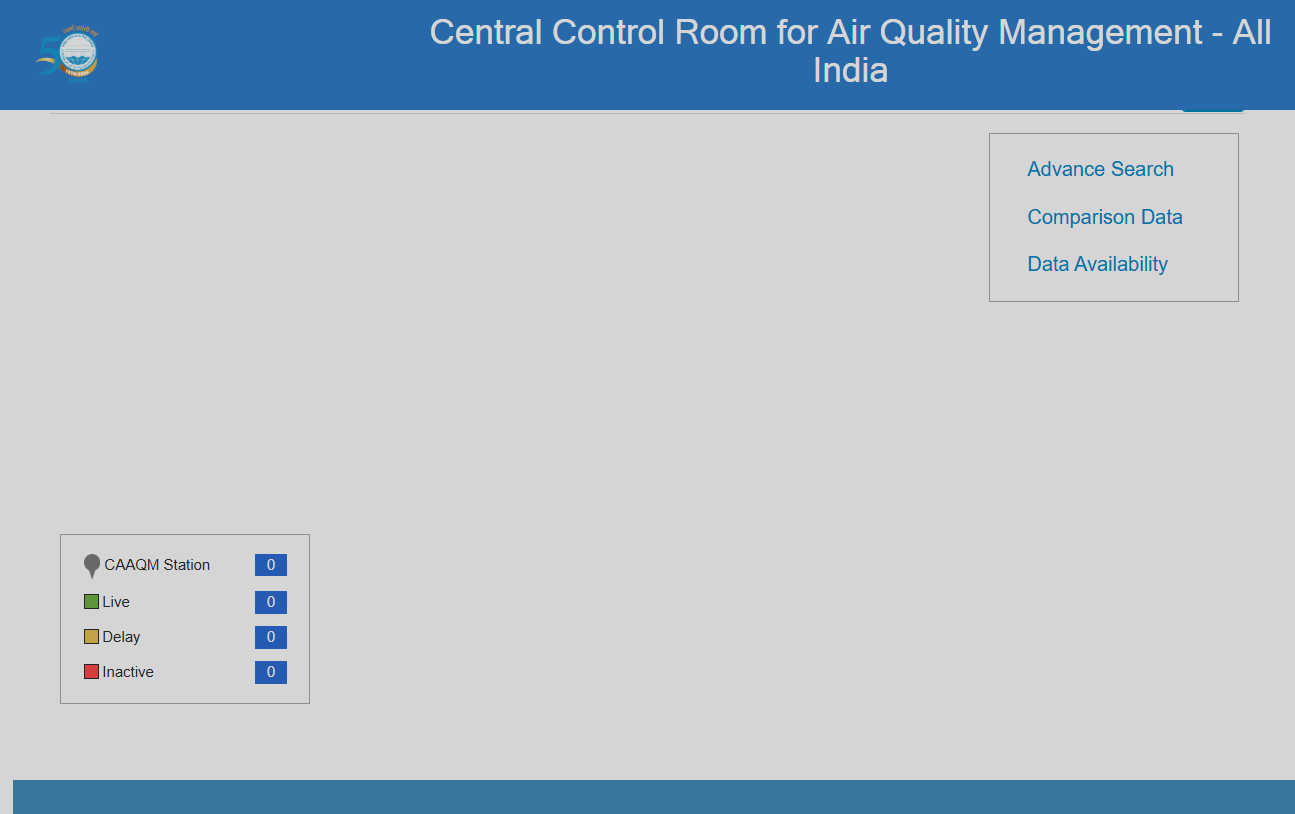 Central Control Room for Air Quality Management - All
India
Advance Search
Comparison Data
Data Availability
CAAQM Station 0
Live 0
Delay 0
Inactive 0